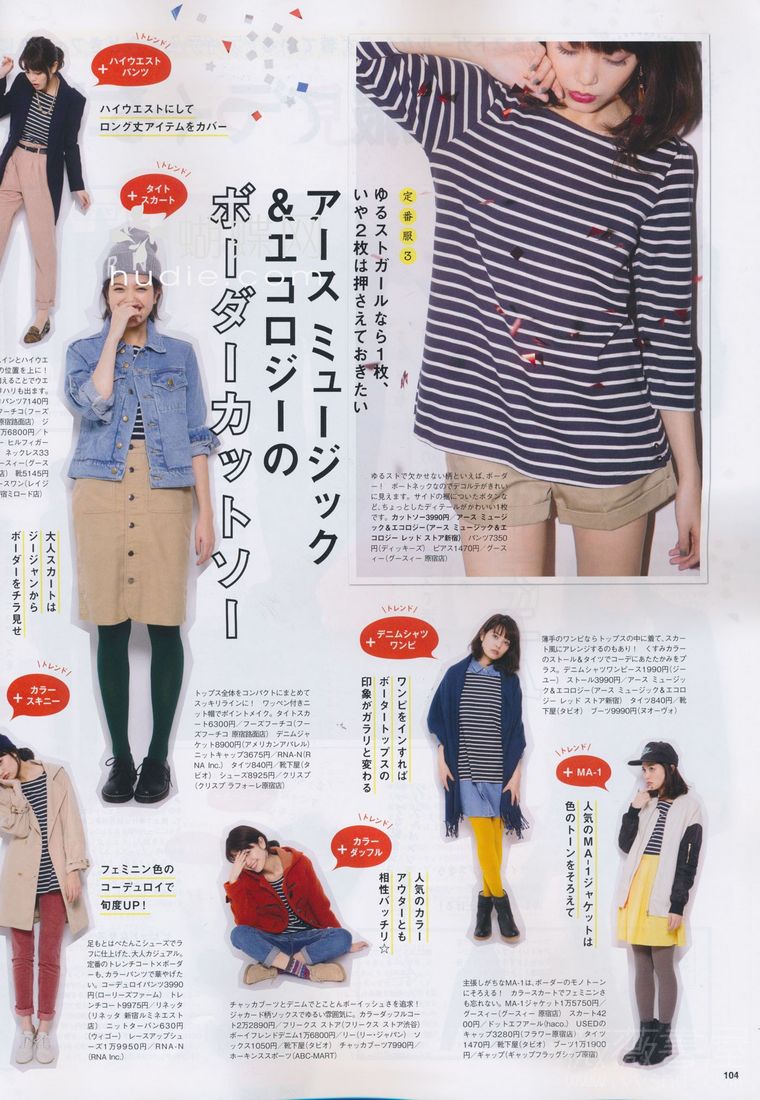 トレンド
+ハイウエスト
パンツ
ハイウエストにして
ロング丈アイテムをカバー
トレンド
+タイト
スカート
蝴蝶网
hudie.com
定番服3
ゆるストガールなら1枚、
いや2枚は押さえておきたい
アース ミュージック
&エコロジーの
ボーダーカットソー
ゆるストで欠かせない柄といえば、ボーダ
ー! ボートネックなのでデコルテがきれい
に見えます。サイドの裾についたボタンな
ど、ちょっとしたディテールがかわいい1枚
です。カットソー3990円/アース ミュージ
ック&エコロジー(アース ミュージック&エコ
ロジー レッド ストア新宿) パンツ7350
円(ディッキーズ) ピアス1470円/グース
ィー(グースィー 原宿店)
インとハイウエ
の位置を上に!
えることでウエ
ハリも出ます。
パンツ7140円
フーチコ(フーズ
原宿路面店) ジ
万6800円/ト
ー ヒルフィガー
ネックレス33
ースィー(グース
店) 靴5145円
ースワン(レイジ
宿ミロード店)
大人スカートは
ジージャンから
ボーダーをチラ見せ
トップス全体をコンパクトにまとめて
スッキリラインに! ワッペン付きニ
ット帽でポイントメイク。タイトスカ
ート6300円/フーズフーチコ(フー
ズフーチコ 原宿路面店) デニムジャ
ケット8900円(アメリカンアパレル)
ニットキャップ3675円/RNA-N(R
NA Inc.) タイツ840円/靴下屋(タ
ビオ) シューズ8925円/クリスプ
(クリスプ ラフォーレ原宿店)
トレンド
+デニムシャツ
ワンピ
ワンピをインすれば
ボータートップスの
印象がガラリと変わる
薄手のワンピならトップスの中に着て、スカー
ト風にアレンジするのもあり! くすみカラー
のストール&タイツでコーデにあたたかみをプ
ラス。デニムシャツワンピース1990円(ジー
ユー) ストール3990円/アース ミュージッ
ク&エコロジー(アース ミュージック&エコロ
ジー レッド ストア新宿) タイツ840円/靴
下屋(タビオ) ブーツ9990円(ヌオーヴォ)
トレンド
+カラー
スキニー
フェミニン色の
コーデュロイで
旬度UP!
足もとはぺたんこシューズでラフ
に仕上げた、大人カジュアル。
定番のトレンチコート×ボーダ
ーも、カラーパンツで華やげた
い。コーデュロイパンツ3990
円(ローリーズファーム) トレ
ンチコート9975円/リネッタ
(リネッタ 新宿ルミネエスト
店) ニットターバン630円
(ウィゴー) レースアップシュ
ーズ1万9950円/RNA-N
(RNA Inc.)
トレンド
+カラー
ダッフル
人気のカラー
アウターとも
相性バッチリ☆
チャッカブーツとデニムでとことんボーイッシュさを追求!
ジャカード柄ソックスでゆるい雰囲気に。カラーダッフルコ
ート2万2890円/フリークス ストア(フリークス ストア渋谷)
ボーイフレンドデニム1万6800円/リー(リー・ジャパン) ソ
ックス1050円/靴下屋(タビオ) チャッカブーツ7990円/
ホーキンススポーツ(ABC-MART)
トレンド
+MA-1
人気のMA-1ジャケットは
色のトーンをそろえて
主張しがちなMA-1は、ボーダーのモノトーン
にそろえる! カラースカートでフェミニンさ
も忘れない。MA-1ジャケット1万5750円/
グースィー(グースィー 原宿店) スカート420
0円/ドットエフアール(haco.) USEDの
キャップ3280円(フラワー原宿店) タイツ
1470円/靴下屋(タビオ) ブーツ1万1900
円/ギャップ(ギャップフラッグシップ原宿)
104